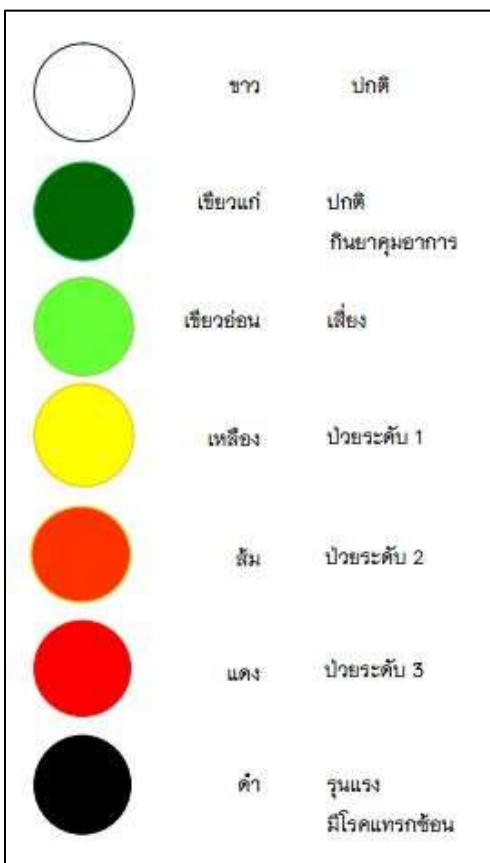 ขาว ปกติ
เขียวแก่ ปกติ
กินยาคุมอาการ
เขียวอ่อน เสี่ยง
เหลือง ป่วยระดับ 1
ส้ม ป่วยระดับ 2
แดง ป่วยระดับ 3
ดำ รุนแรง
มีโรคแทรกซ้อน